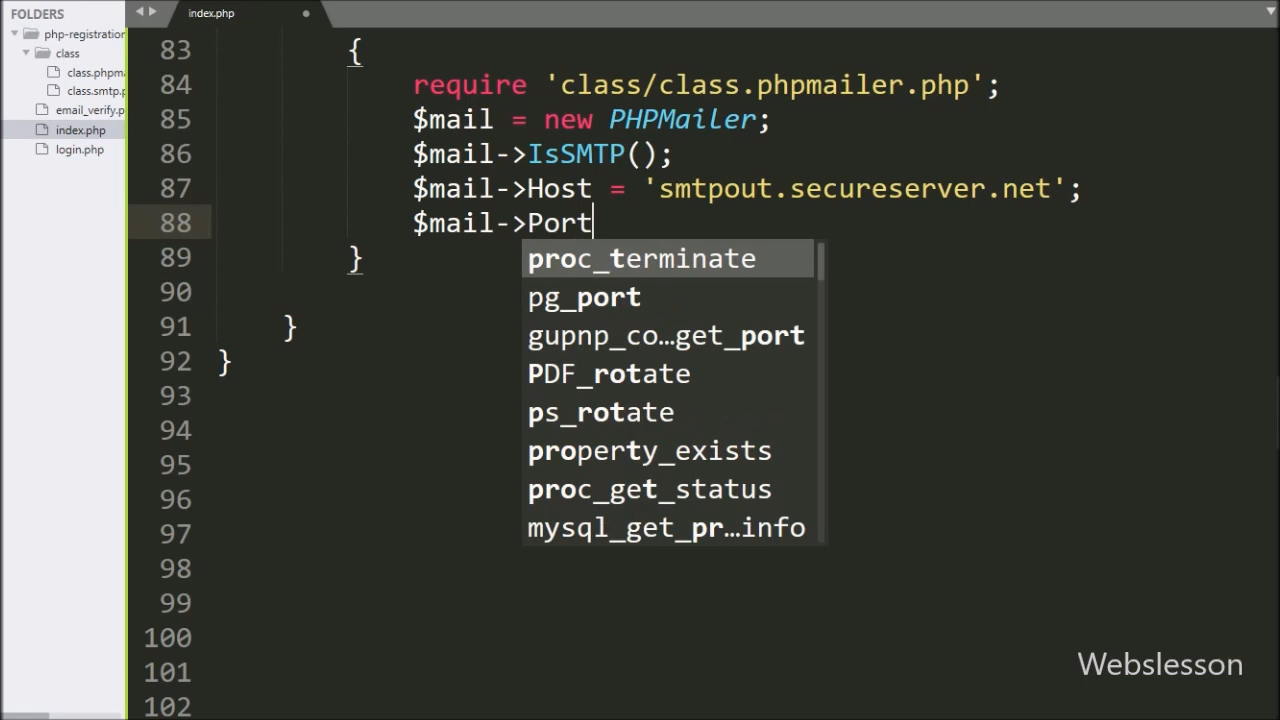 FOLDERS
php-registration
class
class.phpma
class.smtp.p
email_verify.p
index.php
login.php
index.php
83 {
84 require 'class/class.phpmailer.php';
85 $mail = new PHPMailer;
86 $mail->IsSMTP();
87 $mail->Host = 'smtpout.secureserver.net';
88 $mail->Port
89 }
90
91 }
92 }
93
94
95
96
97
98
99
100
101
102
proc_terminate
pg_port
gupnp_co…get_port
PDF_rotate
ps_rotate
property_exists
proc_get_status
mysql_get_pr…info
Webslesson